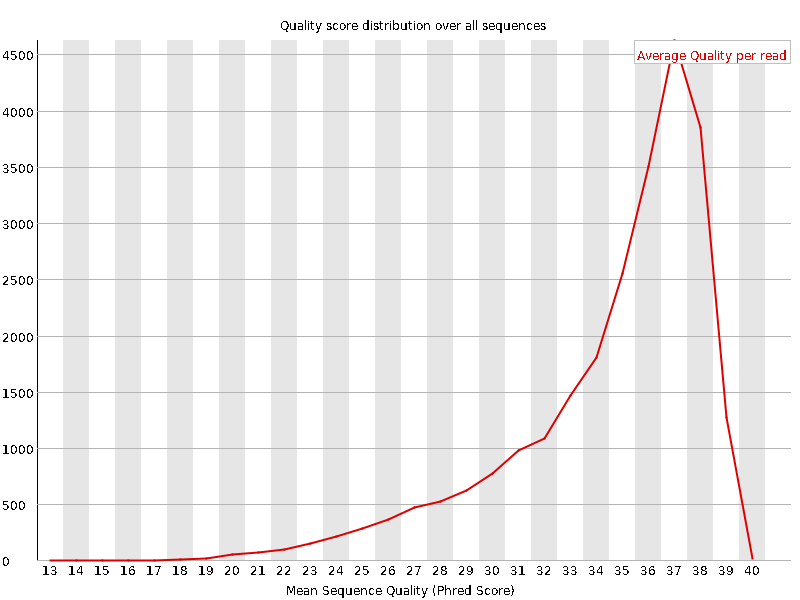 Quality score distribution over all sequences
Average Quality per read
4500
4000
3500
3000
2500
2000
1500
1000
500
0
13 14 15 16 17 18 19 20 21 22 23 24 25 26 27 28 29 30 31 32 33 34 35 36 37 38 39 40
Mean Sequence Quality (Phred Score)